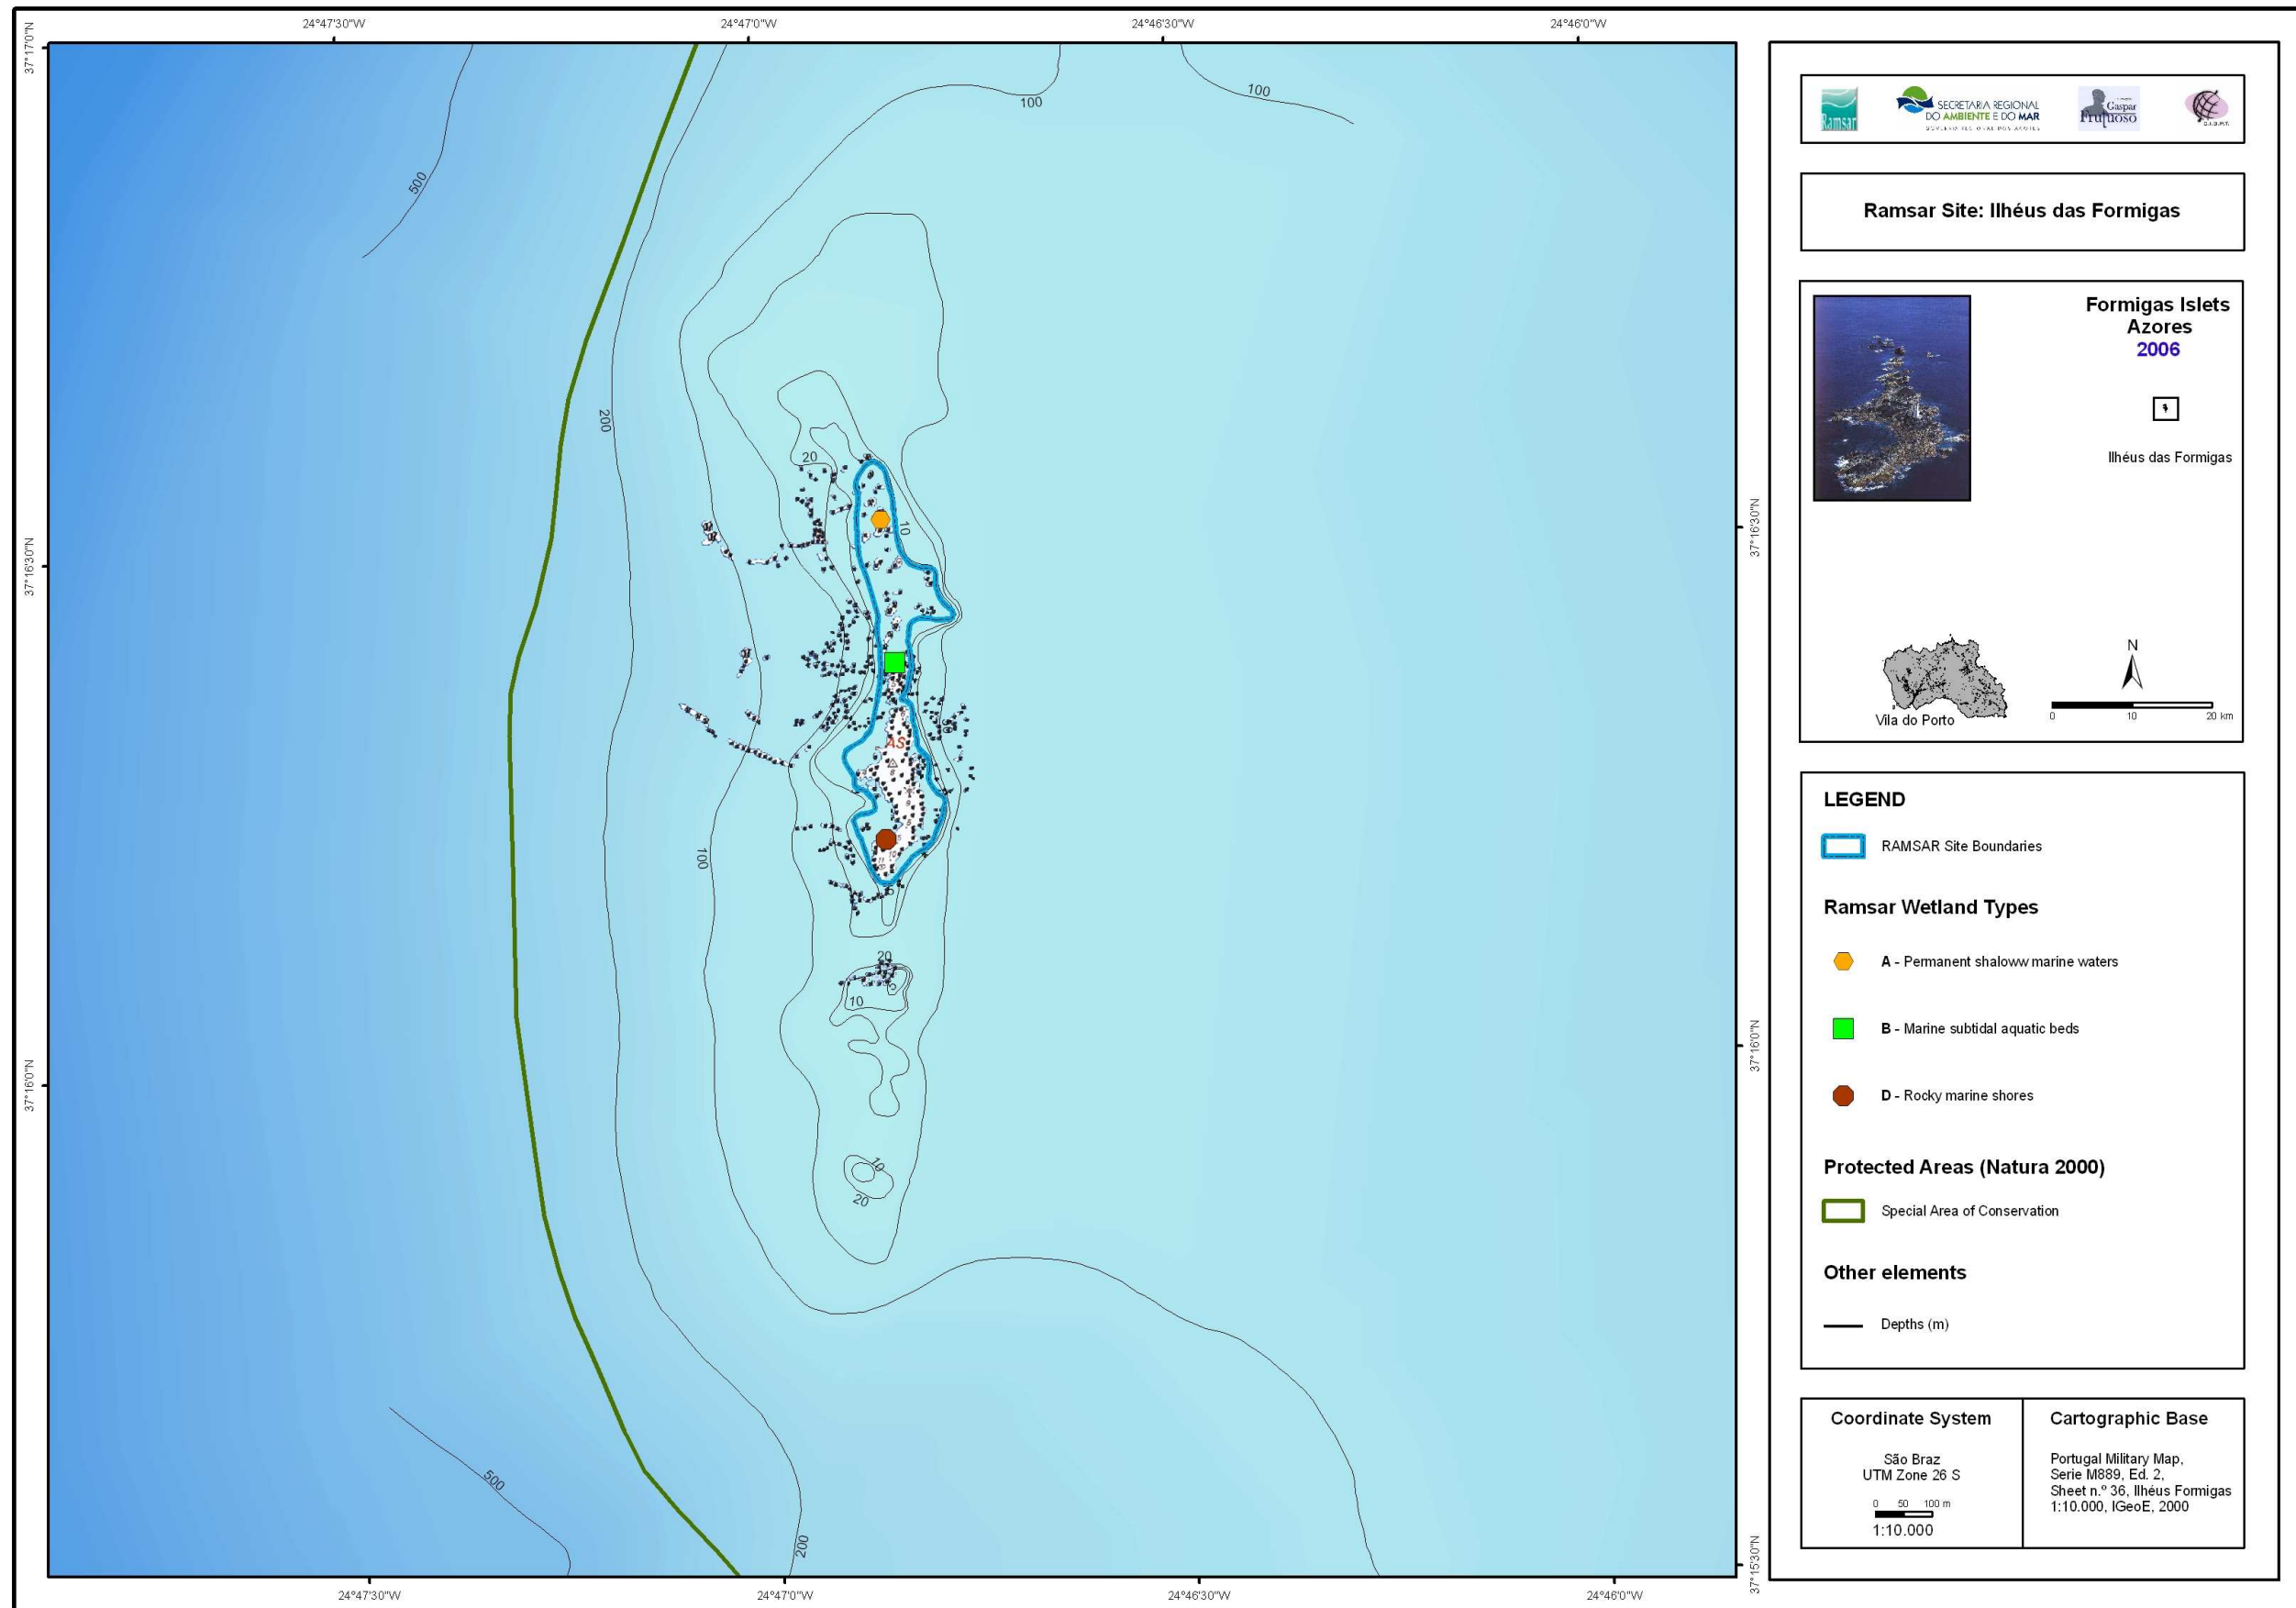 24°47'30"W
24°47'0"W
24°46'30"W
24°46'0"W
37°17'0"N
37°16'30"N
37°16'0"N
37°16'30"N
37°16'0"N
37°15'30"N
24°47'30"W
24°47'0"W
24°46'30"W
24°46'0"W
500
100
100
200
20
10
AS
100
20
10
10
20
500
200
Ramsar
SECRETARIA REGIONAL
DO AMBIENTE E DO MAR
Gaspar
Frutuoso
Ramsar Site: Ilhéus das Formigas
Formigas Islets
Azores
2006
Ilhéus das Formigas
N
Vila do Porto
0 10 20 km
LEGEND
RAMSAR Site Boundaries
Ramsar Wetland Types
A - Permanent shaloww marine waters
B - Marine subtidal aquatic beds
D - Rocky marine shores
Protected Areas (Natura 2000)
Special Area of Conservation
Other elements
Depths (m)
Coordinate System
São Braz
UTM Zone 26 S
0 50 100 m
1:10.000
Cartographic Base
Portugal Military Map,
Serie M889, Ed. 2,
Sheet n.º 36, Ilhéus Formigas
1:10.000, IGeoE, 2000